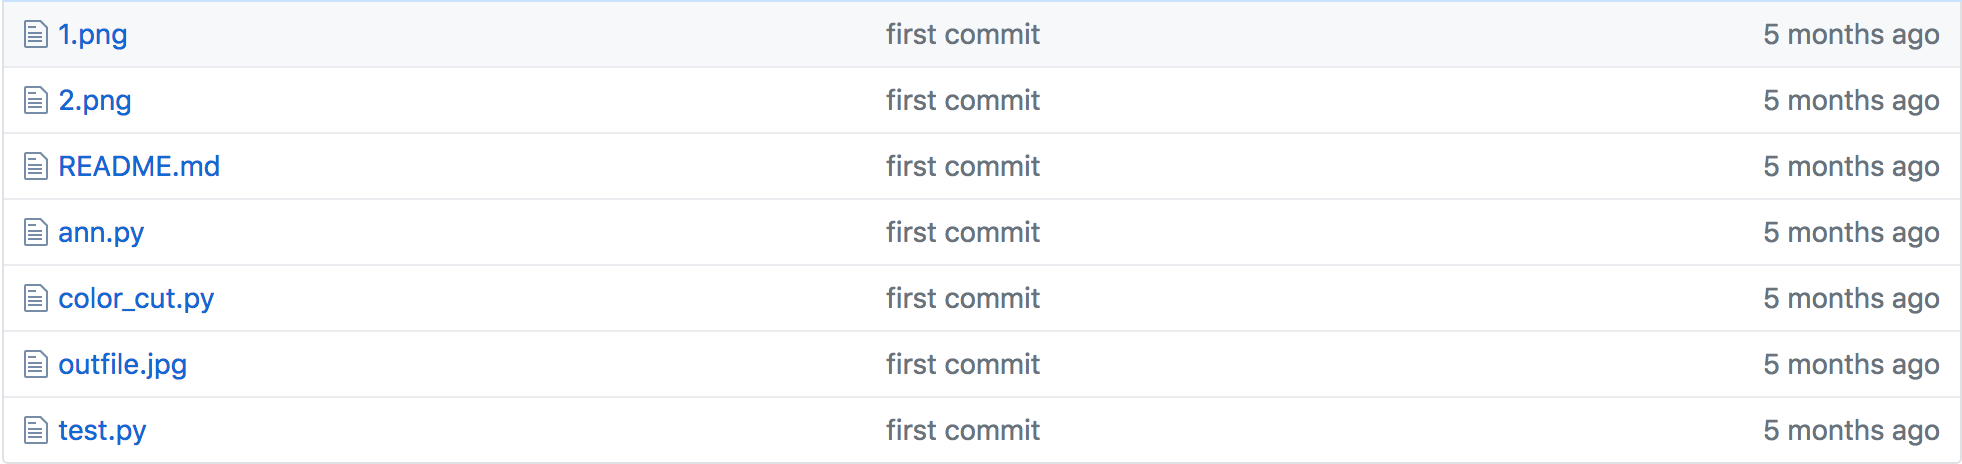 1.png first commit 5 months ago
2.png first commit 5 months ago
README.md first commit 5 months ago
ann.py first commit 5 months ago
color_cut.py first commit 5 months ago
outfile.jpg first commit 5 months ago
test.py first commit 5 months ago